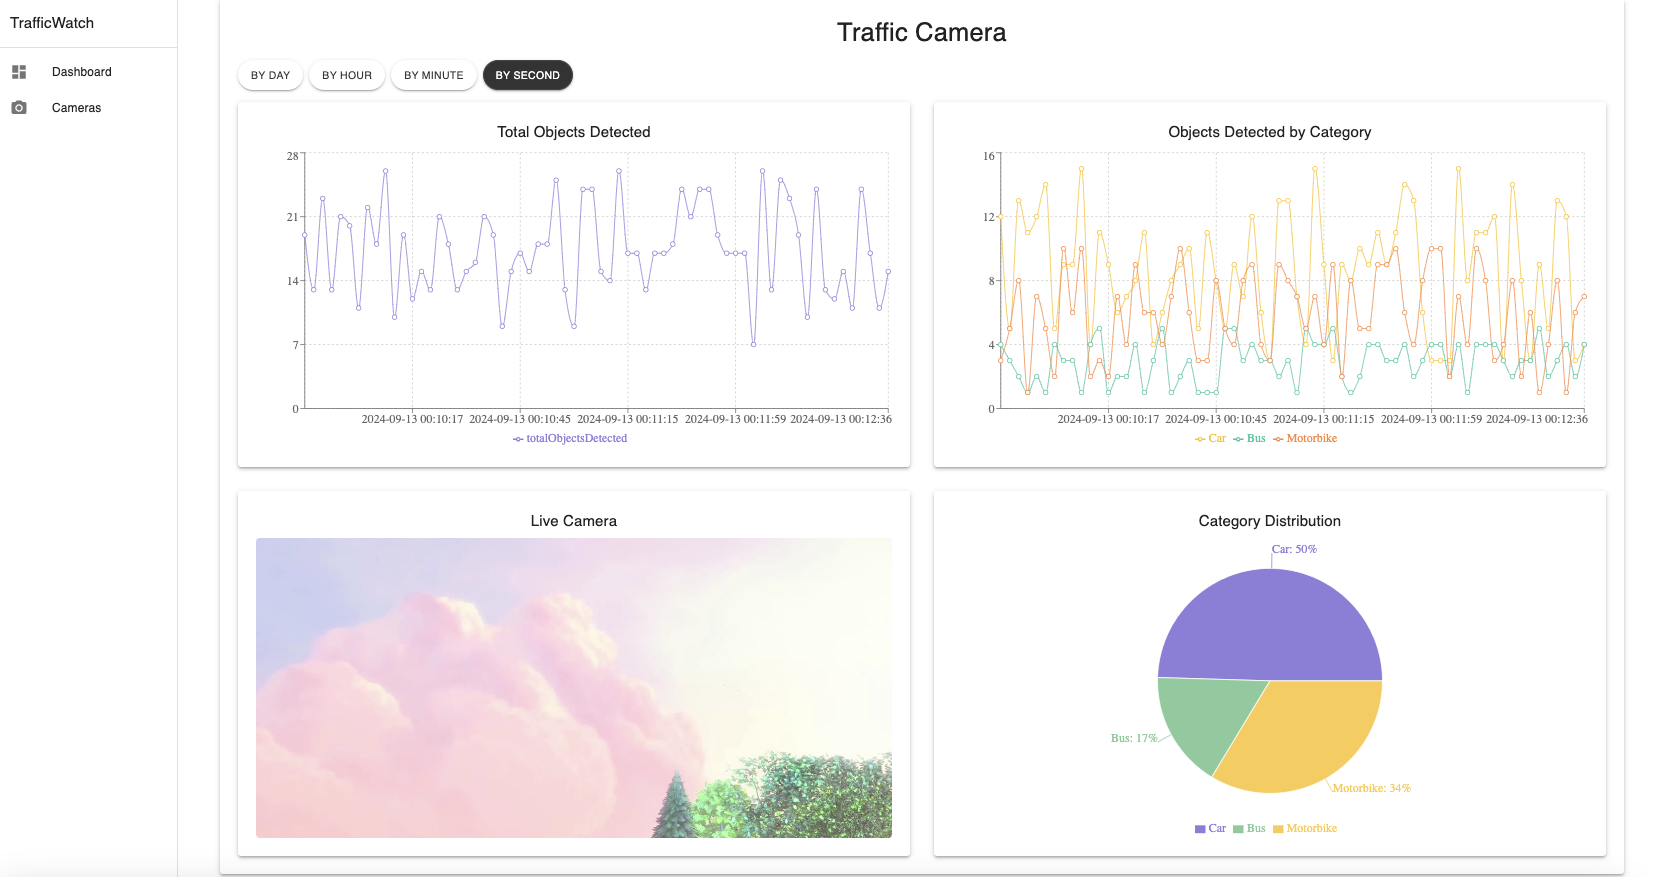 TrafficWatch
Dashboard
Cameras
Traffic Camera
BY DAY BY HOUR BY MINUTE BY SECOND
Total Objects Detected
28
21
14
7
0
2024-09-13 00:10:17 2024-09-13 00:10:45 2024-09-13 00:11:15 2024-09-13 00:11:59 2024-09-13 00:12:36
totalObjectsDetected
Objects Detected by Category
16
12
8
4
0
2024-09-13 00:10:17 2024-09-13 00:10:45 2024-09-13 00:11:15 2024-09-13 00:11:59 2024-09-13 00:12:36
Car Bus Motorbike
Live Camera
Category Distribution
Car: 50%
Bus: 17%
Motorbike: 34%
Car Bus Motorbike